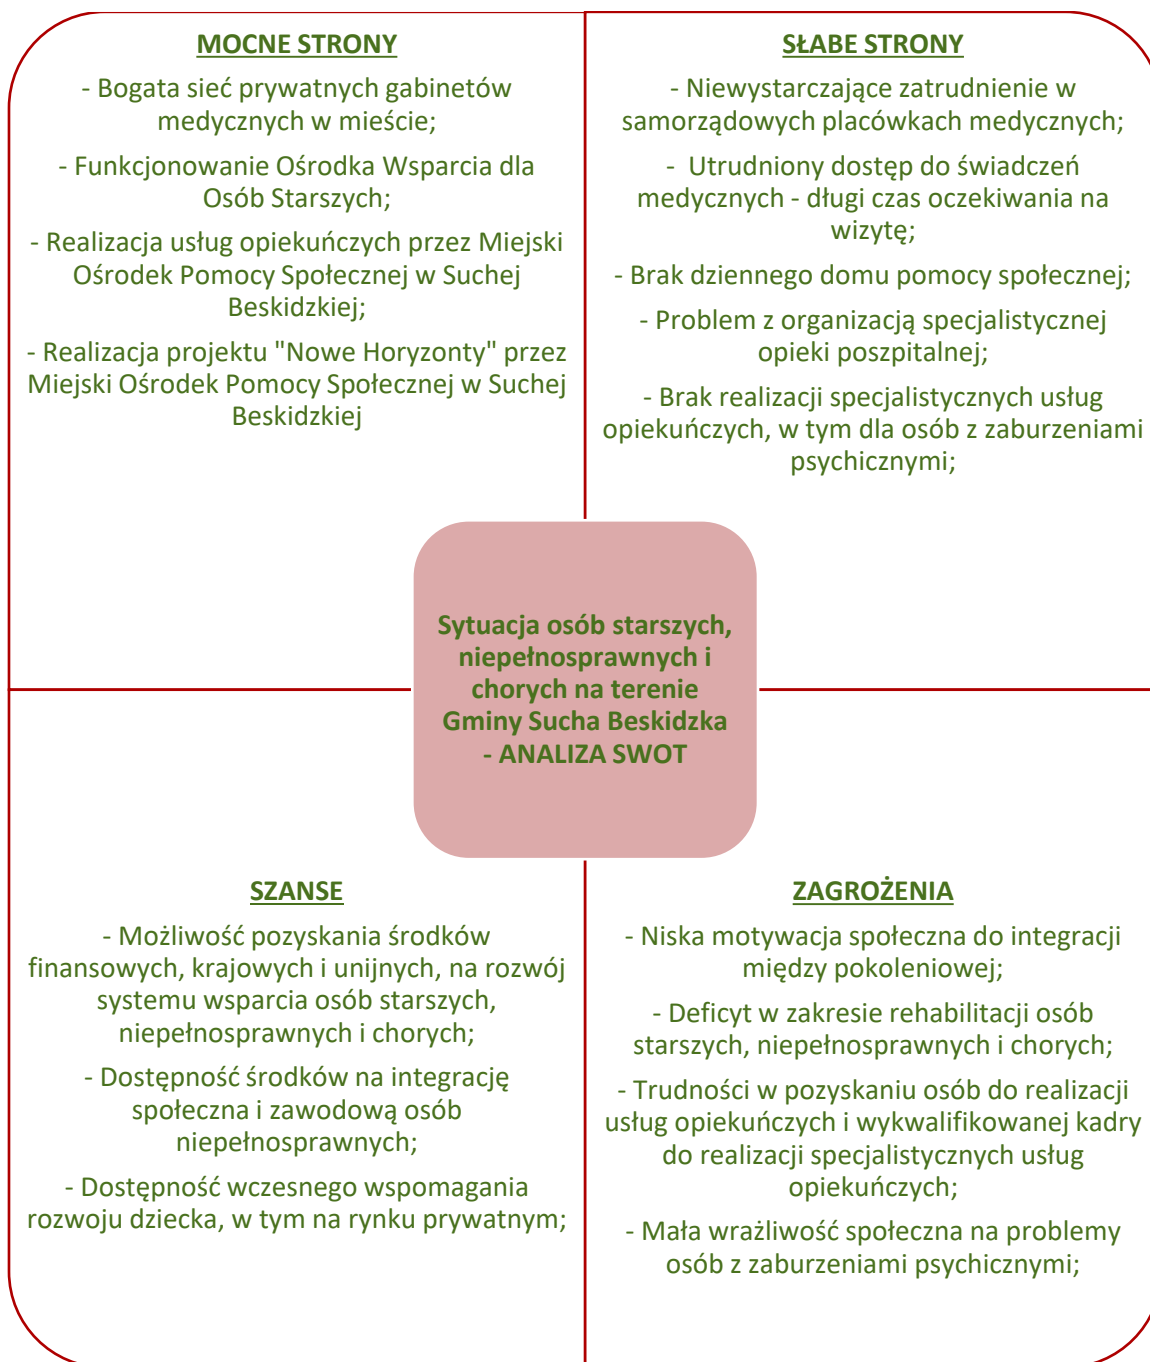 MOCNE STRONY
- Bogata sieć prywatnych gabinetów
medycznych w mieście;
- Funkcjonowanie Ośrodka Wsparcia dla
Osób Starszych;
- Realizacja usług opiekuńczych przez Miejski
Ośrodek Pomocy Społecznej w Suchej
Beskidzkiej;
- Realizacja projektu "Nowe Horyzonty" przez
Miejski Ośrodek Pomocy Społecznej w Suchej
Beskidzkiej
SŁABE STRONY
- Niewystarczające zatrudnienie w
samorządowych placówkach medycznych;
- Utrudniony dostęp do świadczeń
medycznych - długi czas oczekiwania na
wizytę;
- Brak dziennego domu pomocy społecznej;
- Problem z organizacją specjalistycznej
opieki poszpitalnej;
- Brak realizacji specjalistycznych usług
opiekuńczych, w tym dla osób z zaburzeniami
psychicznymi;
Sytuacja osób starszych,
niepełnosprawnych i
chorych na terenie
Gminy Sucha Beskidzka
- ANALIZA SWOT
SZANSE
- Możliwość pozyskania środków
finansowych, krajowych i unijnych, na rozwój
systemu wsparcia osób starszych,
niepełnosprawnych i chorych;
- Dostępność środków na integrację
społeczna i zawodową osób
niepełnosprawnych;
- Dostępność wczesnego wspomagania
rozwoju dziecka, w tym na rynku prywatnym;
ZAGROŻENIA
- Niska motywacja społeczna do integracji
między pokoleniowej;
- Deficyt w zakresie rehabilitacji osób
starszych, niepełnosprawnych i chorych;
- Trudności w pozyskaniu osób do realizacji
usług opiekuńczych i wykwalifikowanej kadry
do realizacji specjalistycznych usług
opiekuńczych;
- Mała wrażliwość społeczna na problemy
osób z zaburzeniami psychicznymi;